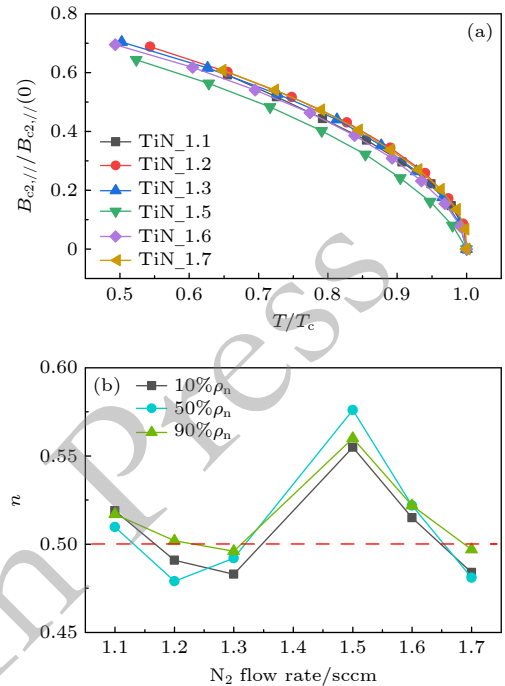 (a)
B_{c2,//}/B_{c2,//}(0)
0.8
0.6
0.4
0.2
0
TiN_1.1
TiN_1.2
TiN_1.3
TiN_1.5
TiN_1.6
TiN_1.7
0.5 0.6 0.7 0.8 0.9 1.0
T/T_c
(b)
n
0.60
0.55
0.50
0.45
10%ρ_n
50%ρ_n
90%ρ_n
1.1 1.2 1.3 1.4 1.5 1.6 1.7
N_2 flow rate/sccm
in Press